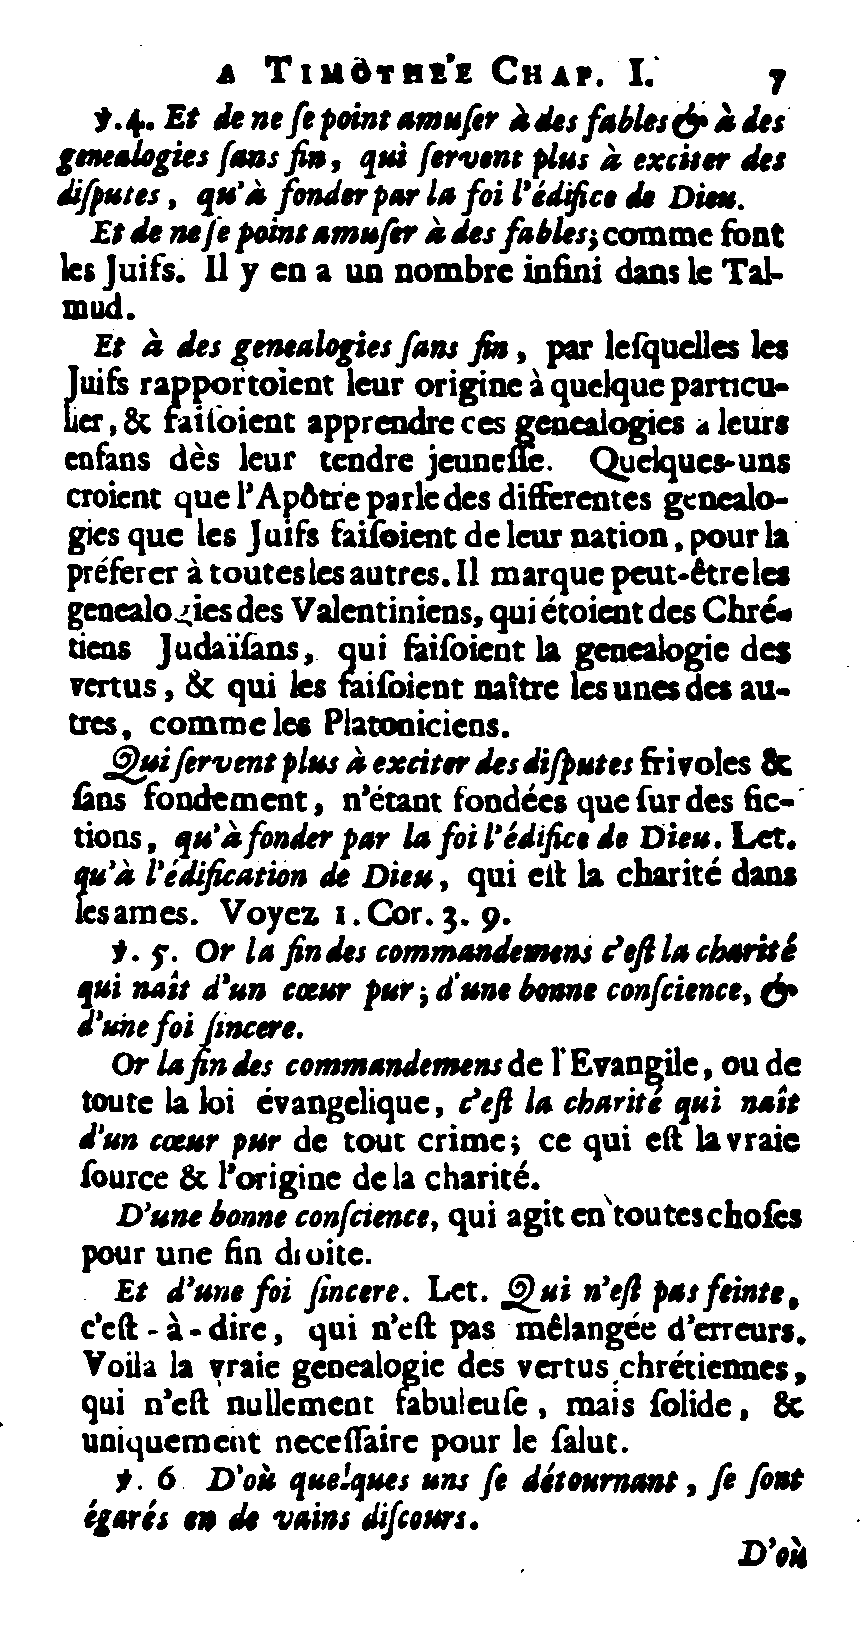 A TIMOTHÉE CHAP. I. 7
℣.4. Et de ne ſe point amuſer à des fables & à des
genealogies ſans fin, qui ſervent plus à exciter des
diſputes, qu'à fonder par la foi l'édifice de Dieu.
Et de ne ſe point amuſer à des fables; comme font
les Juifs. Il y en a un nombre infini dans le Tal-
mud.
Et à des genealogies ſans fin, par leſquelles les
Juifs rapportoient leur origine à quelque particu-
lier, & faiſoient apprendre ces genealogies a leurs
enfans dès leur tendre jeuneſſe. Quelques-uns
croient que l'Apôtre parle des differentes genealo-
gies que les Juifs faiſoient de leur nation, pour la
préferer à toutes les autres. Il marque peut-être les
genealogies des Valentiniens, qui étoient des Chré-
tiens Judaïſans, qui faiſoient la genealogie des
vertus, & qui les faiſoient naître les unes des au-
tres, comme les Platoniciens.
Qui ſervent plus à exciter des diſputes frivoles &
ſans fondement, n'étant fondées que ſur des fic-
tions, qu'à fonder par la foi l'édifice de Dieu. Let.
qu'à l'édification de Dieu, qui eſt la charité dans
les ames. Voyez 1. Cor. 3. 9.
℣. 5. Or la fin des commandemens c'eſt la charité
qui naît d'un cœur pur; d'une bonne conſcience, &
d'une foi ſincere.
Or la fin des commandemens de l'Evangile, ou de
toute la loi évangelique, c'eſt la charité qui naît
d'un cœur pur de tout crime; ce qui eſt la vraie
ſource & l'origine de la charité.
D'une bonne conſcience, qui agit en toutes choſes
pour une fin droite.
Et d'une foi ſincere. Let. Qui n'eſt pas feinte,
c'eſt-à-dire, qui n'eſt pas mêlangée d'erreurs.
Voila la vraie genealogie des vertus chrétiennes,
qui n'eſt nullement fabuleuſe, mais ſolide, &
uniquement neceſſaire pour le ſalut.
℣. 6 D'où quelques uns ſe détournant, ſe ſont
égarés en de vains diſcours.
D'où